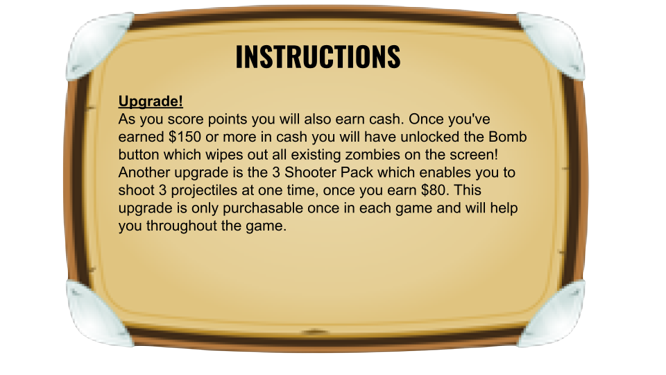 INSTRUCTIONS
Upgrade!
As you score points you will also earn cash. Once you've
earned $150 or more in cash you will have unlocked the Bomb
button which wipes out all existing zombies on the screen!
Another upgrade is the 3 Shooter Pack which enables you to
shoot 3 projectiles at one time, once you earn $80. This
upgrade is only purchasable once in each game and will help
you throughout the game.